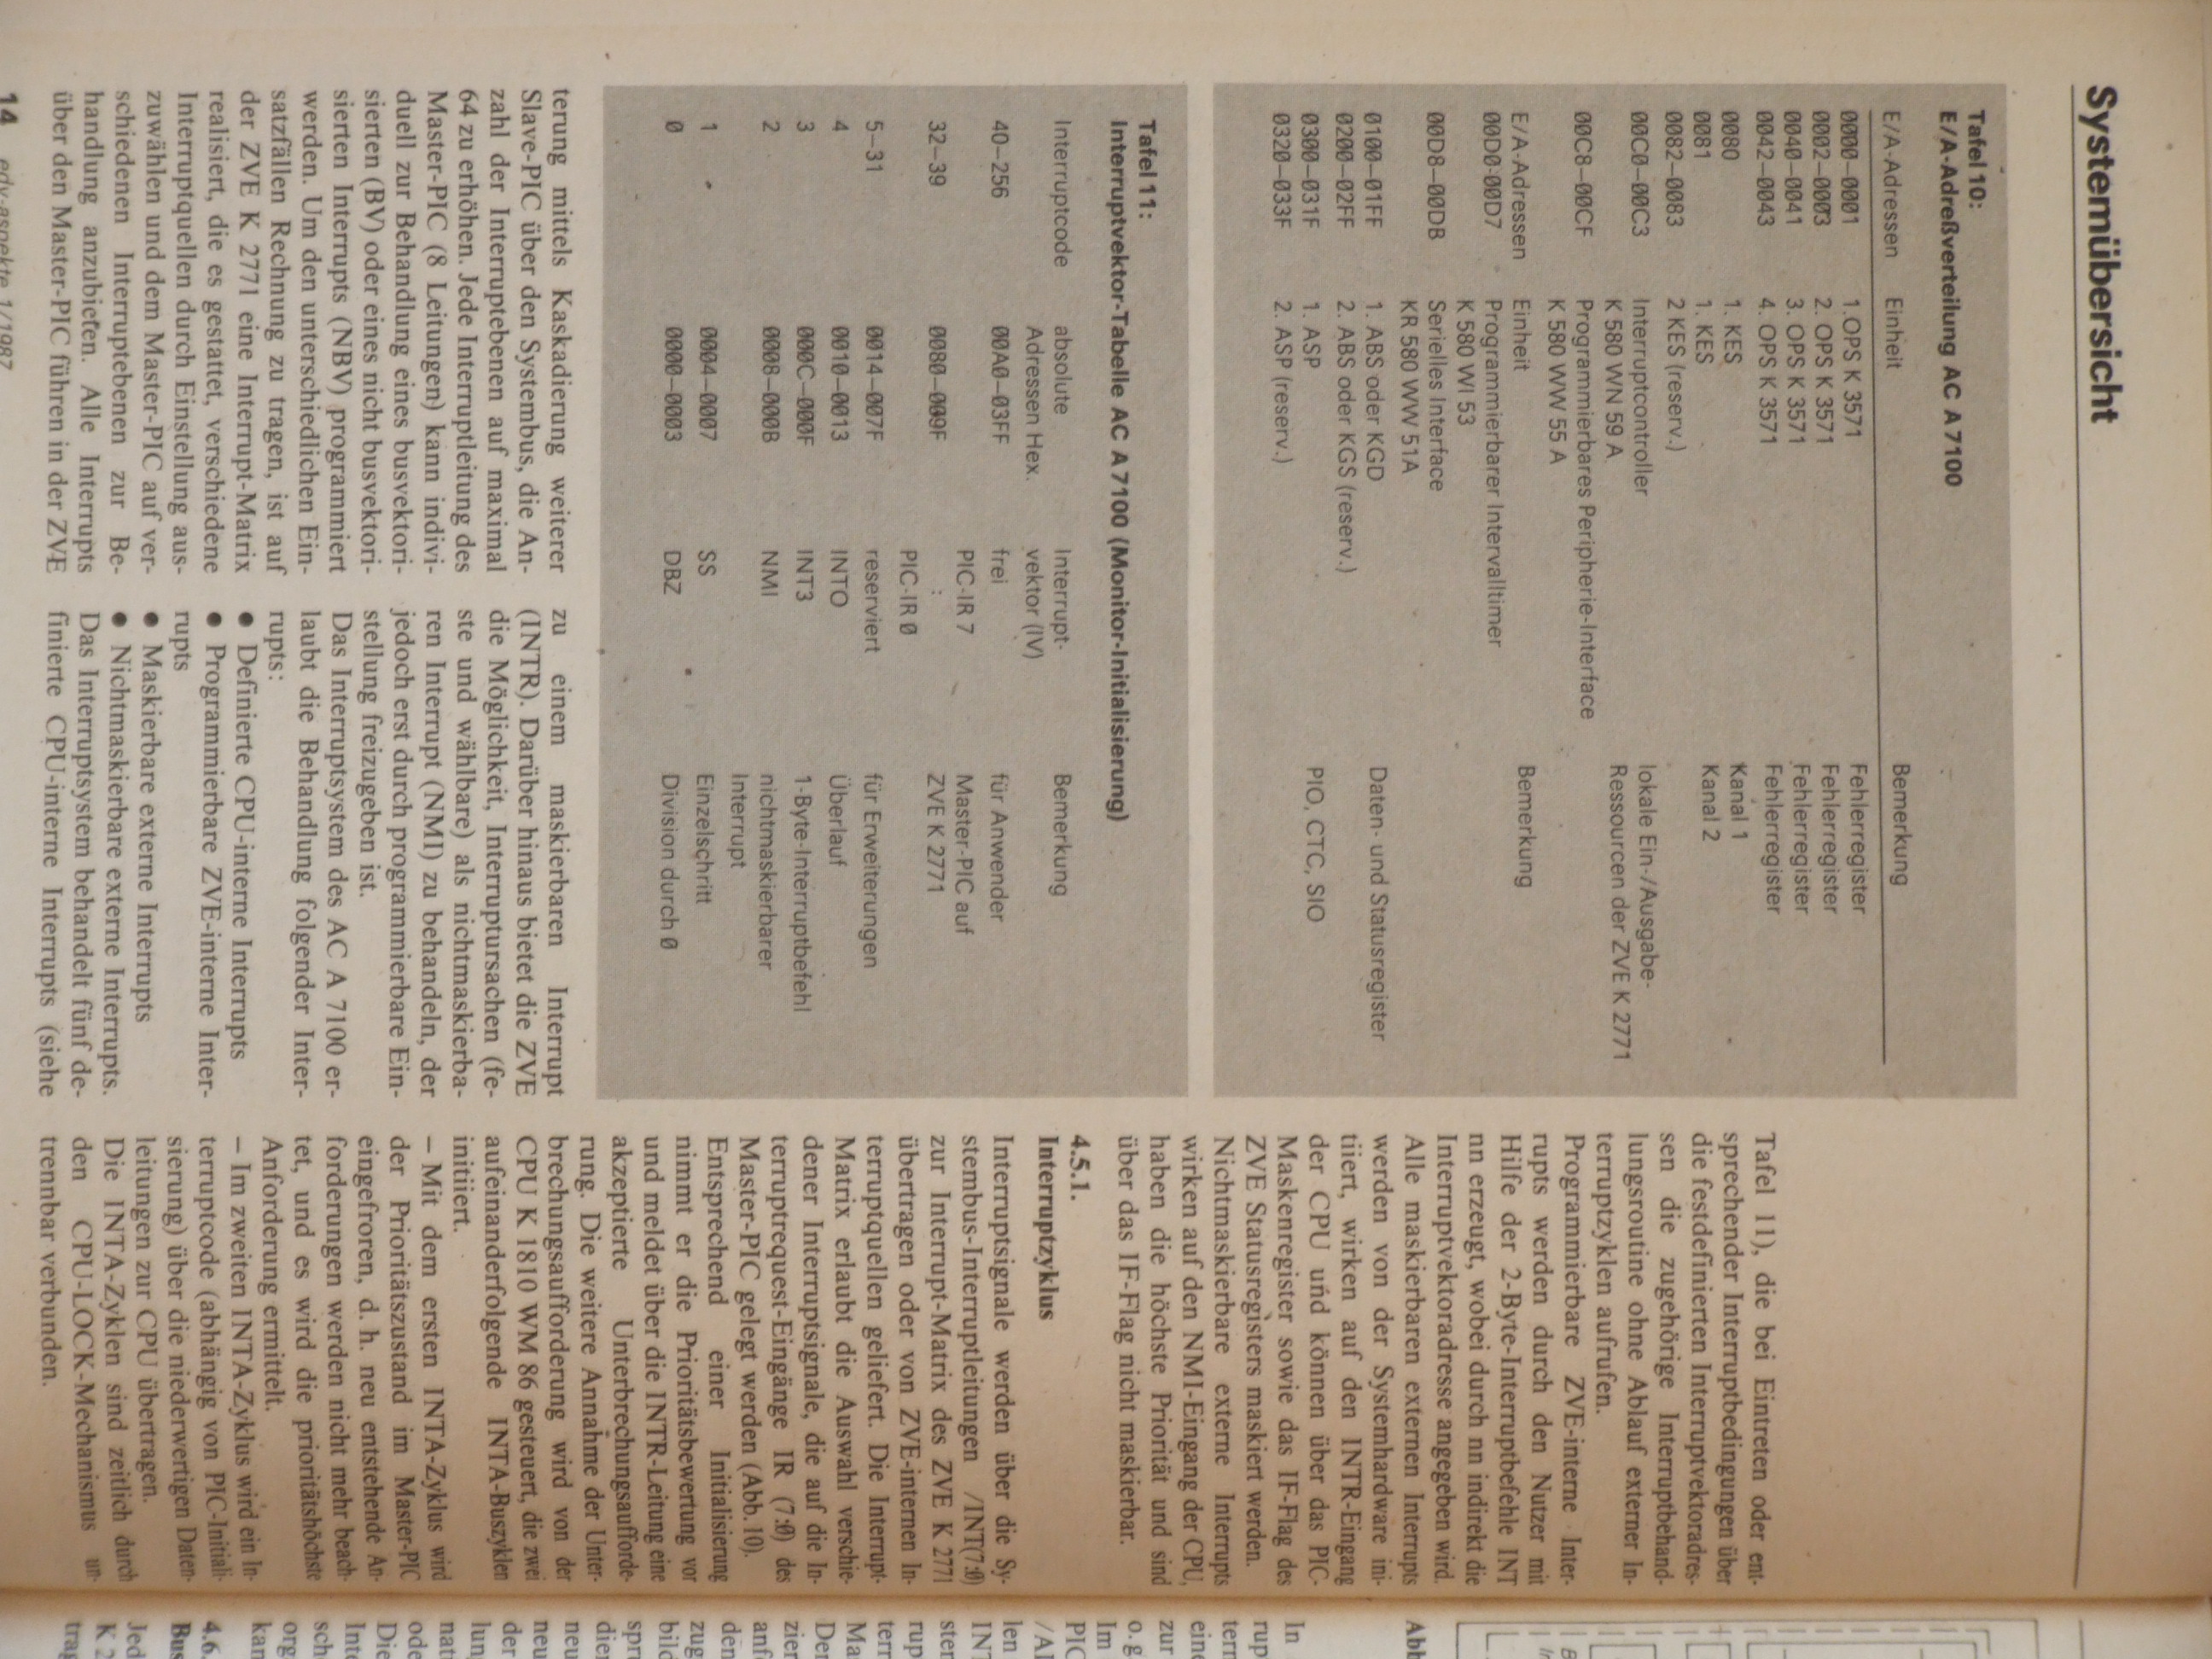 Systemübersicht
Tafel 10:
E/A-Adreßverteilung AC A 7100
E/A-Adressen Einheit Bemerkung
0000–0001 1. OPS K 3571 Fehlerregister
0002–0003 2. OPS K 3571 Fehlerregister
0040–0041 3. OPS K 3571 Fehlerregister
0042–0043 4. OPS K 3571 Fehlerregister
0080 1. KES Kanal 1
0081 1. KES Kanal 2
0082–0083 2 KES (reserv.)
00C0–00C3 Interruptcontroller lokale Ein-/Ausgabe-
K 580 WN 59 A Ressourcen der ZVE K 2771
00C8–00CF Programmierbares Peripherie-Interface
K 580 WW 55 A
E/A-Adressen Einheit Bemerkung
00D0-00D7 Programmierbarer Intervalltimer
K 580 WI 53
00D8–00DB Serielles Interface
KR 580 WW 51A
0100–01FF 1. ABS oder KGD Daten- und Statusregister
0200–02FF 2. ABS oder KGS (reserv.)
0300–031F 1. ASP PIO, CTC, SIO
0320–033F 2. ASP (reserv.)
Tafel 11:
Interruptvektor-Tabelle AC A 7100 (Monitor-Initialisierung)
Interruptcode absolute Interrupt- Bemerkung
Adressen Hex. vektor (IV)
40–256 00A0–03FF frei für Anwender
PIC-IR 7 Master-PIC auf
32–39 0080–009F : ZVE K 2771
PIC-IR 0
5–31 0014–007F reserviert für Erweiterungen
4 0010–0013 INTO Überlauf
3 000C–000F INT3 1-Byte-Interruptbefehl
2 0008–000B NMI nichtmaskierbarer
Interrupt
1 0004–0007 SS Einzelschritt
0 0000–0003 DBZ Division durch 0
terung mittels Kaskadierung weiterer
Slave-PIC über den Systembus, die An-
zahl der Interruptebenen auf maximal
64 zu erhöhen. Jede Interruptleitung des
Master-PIC (8 Leitungen) kann indivi-
duell zur Behandlung eines busvektori-
sierten (BV) oder eines nicht busvektori-
sierten Interrupts (NBV) programmiert
werden. Um den unterschiedlichen Ein-
satzfällen Rechnung zu tragen, ist auf
der ZVE K 2771 eine Interrupt-Matrix
realisiert, die es gestattet, verschiedene
Interruptquellen durch Einstellung aus-
zuwählen und dem Master-PIC auf ver-
schiedenen Interruptebenen zur Be-
handlung anzubieten. Alle Interrupts
über den Master-PIC führen in der ZVE
zu einem maskierbaren Interrupt
(INTR). Darüber hinaus bietet die ZVE
die Möglichkeit, Interruptursachen (fe-
ste und wählbare) als nichtmaskierba-
ren Interrupt (NMI) zu behandeln, der
jedoch erst durch programmierbare Ein-
stellung freizugeben ist.
Das Interruptsystem des AC A 7100 er-
laubt die Behandlung folgender Inter-
rupts:
● Definierte CPU-interne Interrupts
● Programmierbare ZVE-interne Inter-
rupts
● Maskierbare externe Interrupts
● Nichtmaskierbare externe Interrupts.
Das Interruptsystem behandelt fünf de-
finierte CPU-interne Interrupts (siehe
Tafel 11), die bei Eintreten oder ent-
sprechender Interruptbedingungen über
die festdefinierten Interruptvektoradres-
sen die zugehörige Interruptbehand-
lungsroutine ohne Ablauf externer In-
terruptzyklen aufrufen.
Programmierbare ZVE-interne Inter-
rupts werden durch den Nutzer mit
Hilfe der 2-Byte-Interruptbefehle INT
nn erzeugt, wobei durch nn indirekt die
Interruptvektoradresse angegeben wird.
Alle maskierbaren externen Interrupts
werden von der Systemhardware ini-
tiiert, wirken auf den INTR-Eingang
der CPU und können über das PIC-
Maskenregister sowie das IF-Flag des
ZVE Statusregisters maskiert werden.
Nichtmaskierbare externe Interrupts
wirken auf den NMI-Eingang der CPU,
haben die höchste Priorität und sind
über das IF-Flag nicht maskierbar.
4.5.1.
Interruptzyklus
Interruptsignale werden über die Sy-
stembus-Interruptleitungen /INT(7:0)
zur Interrupt-Matrix des ZVE K 2771
übertragen oder von ZVE-internen In-
terruptquellen geliefert. Die Interrupt-
Matrix erlaubt die Auswahl verschie-
dener Interruptsignale, die auf die In-
terruptrequest-Eingänge IR (7:0) des
Master-PIC gelegt werden (Abb. 10).
Entsprechend einer Initialisierung
nimmt er die Prioritätsbewertung vor
und meldet über die INTR-Leitung eine
akzeptierte Unterbrechungsaufforde-
rung. Die weitere Annahme der Unter-
brechungsaufforderung wird von der
CPU K 1810 WM 86 gesteuert, die zwei
aufeinanderfolgende INTA-Buszyklen
initiiert.
– Mit dem ersten INTA-Zyklus wird
der Prioritätszustand im Master-PIC
eingefroren, d. h. neu entstehende An-
forderungen werden nicht mehr beach-
tet, und es wird die prioritätshöchste
Anforderung ermittelt.
– Im zweiten INTA-Zyklus wird ein In-
terruptcode (abhängig von PIC-Initiali-
sierung) über die niederwertigen Daten-
leitungen zur CPU übertragen.
Die INTA-Zyklen sind zeitlich durch
den CPU-LOCK-Mechanismus un-
trennbar verbunden.
14 edv-aspekte 1/1987